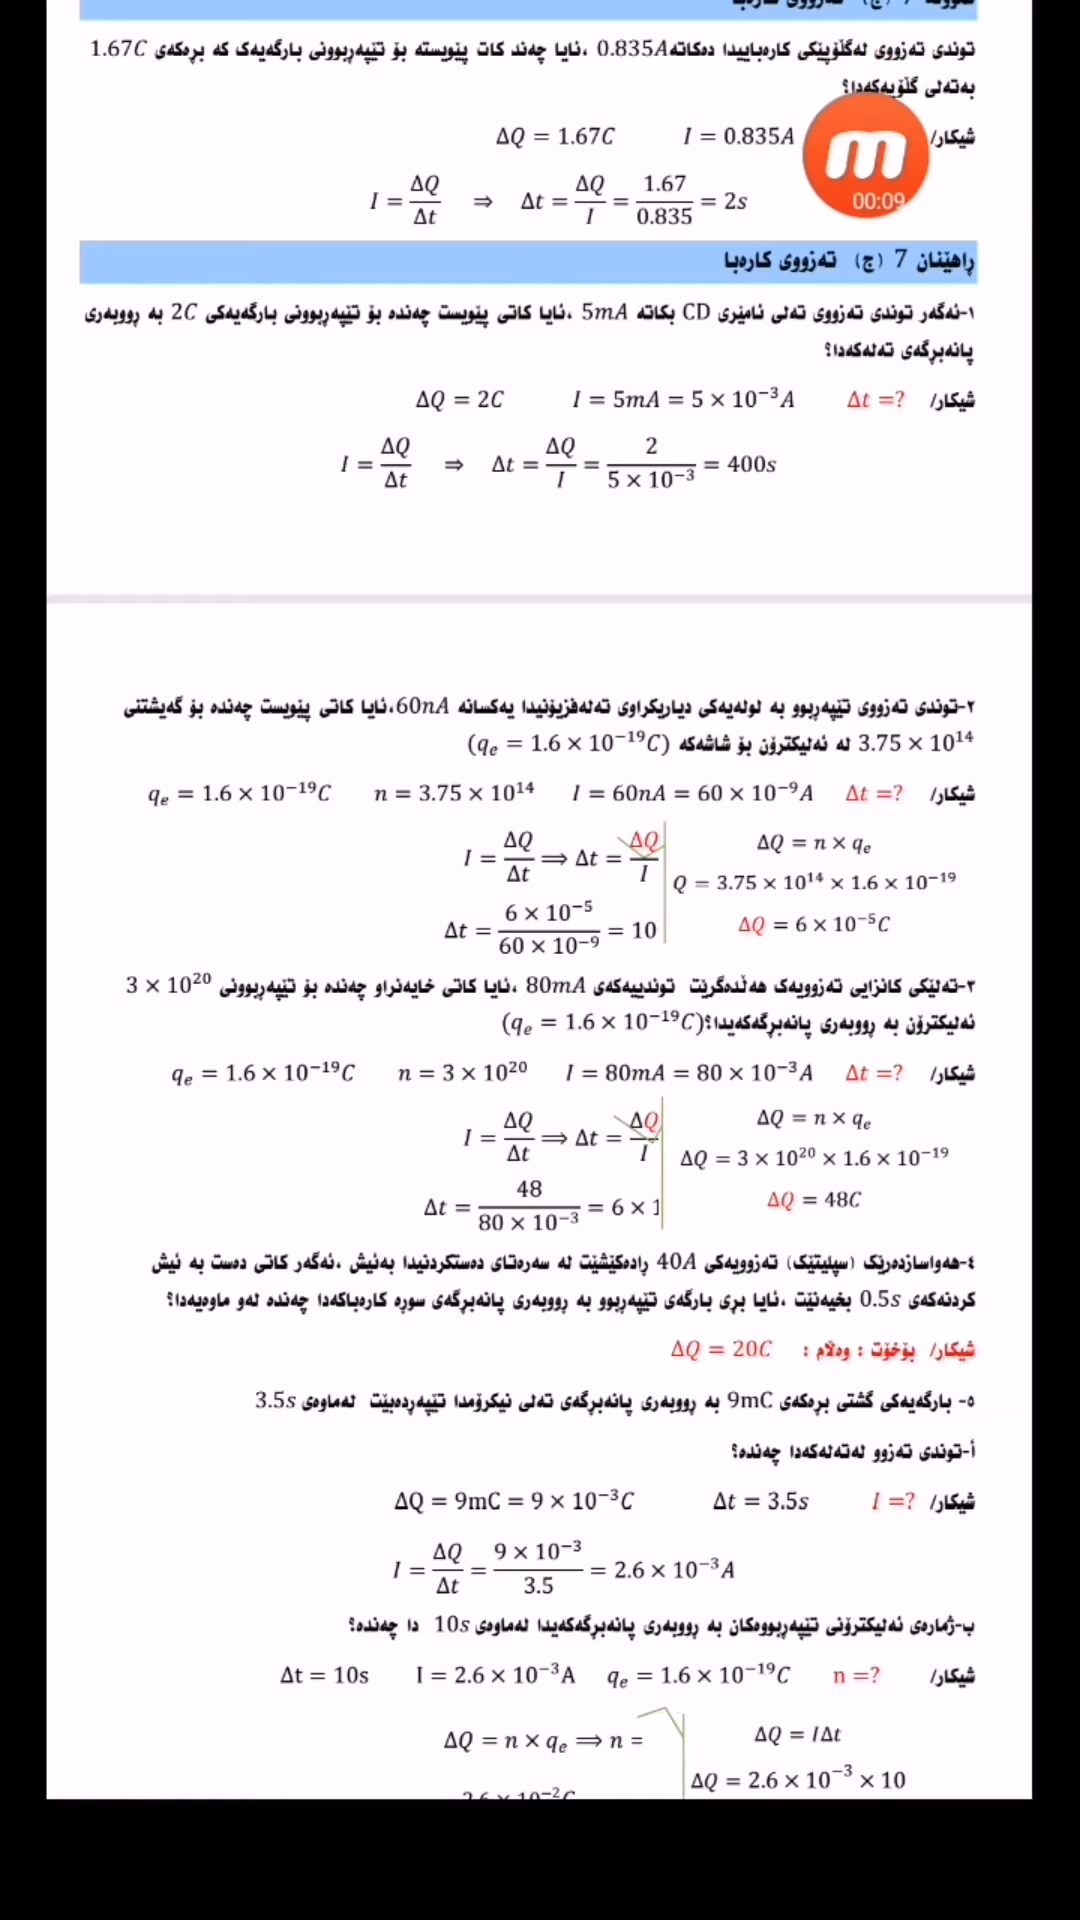 توندی تەزووی لەگڵۆپێکی کارەباییدا دەکاتە 0.835A ،ئایا چەند کات پێویستە بۆ تێپەڕبوونی بارگەیەک کە بڕەکەی 1.67C
بەتەلی گڵۆپەکەدا؟
شیکار/ I = 0.835A ΔQ = 1.67C
00:09
I = ΔQ/Δt ⇒ Δt = ΔQ/I = 1.67/0.835 = 2s
ڕاهێنان 7 (ج) تەزووی کارەبا
١-ئەگەر توندی تەزووی تەلی ئامێری CD بکاتە 5mA ،ئایا کاتی پێویست چەندە بۆ تێپەڕبوونی بارگەیەکی 2C بە ڕووبەری
پانەبڕگەی تەلەکەدا؟
شیکار/ Δt =? I = 5mA = 5 × 10⁻³A ΔQ = 2C
I = ΔQ/Δt ⇒ Δt = ΔQ/I = 2/(5 × 10⁻³) = 400s
٢-توندی تەزووی تێپەڕبوو بە لولەیەکی دیاریکراوی تەلەفزیۆنیدا یەکسانە 60nA،ئایا کاتی پێویست چەندە بۆ گەیشتنی
3.75 × 10¹⁴ لە ئەلیکترۆن بۆ شاشەکە (qₑ = 1.6 × 10⁻¹⁹C)
شیکار/ Δt =? I = 60nA = 60 × 10⁻⁹A n = 3.75 × 10¹⁴ qₑ = 1.6 × 10⁻¹⁹C
I = ΔQ/Δt ⟹ Δt = ΔQ/I
ΔQ = n × qₑ
Q = 3.75 × 10¹⁴ × 1.6 × 10⁻¹⁹
Δt = (6 × 10⁻⁵)/(60 × 10⁻⁹) = 10
ΔQ = 6 × 10⁻⁵C
٣-تەلێکی کانزایی تەزوویەک هەڵدەگرێت توندییەکەی 80mA ،ئایا کاتی خایەنراو چەندە بۆ تێپەڕبوونی 3 × 10²⁰
ئەلیکترۆن بە ڕووبەری پانەبڕگەکەیدا؟(qₑ = 1.6 × 10⁻¹⁹C)
شیکار/ Δt =? I = 80mA = 80 × 10⁻³A n = 3 × 10²⁰ qₑ = 1.6 × 10⁻¹⁹C
I = ΔQ/Δt ⟹ Δt = ΔQ/I
ΔQ = n × qₑ
ΔQ = 3 × 10²⁰ × 1.6 × 10⁻¹⁹
Δt = 48/(80 × 10⁻³) = 6 × 1
ΔQ = 48C
٤-هەواسازدەرێک (سپلیتێک) تەزوویەکی 40A ڕادەکێشێت لە سەرەتای دەستکردنیدا بەئیش، ئەگەر کاتی دەست بە ئیش
کردنەکەی 0.5s بخیەنێت ،ئایا بڕی بارگەی تێپەڕبوو بە ڕووبەری پانەبڕگەی سورە کارەباکەدا چەندە لەو ماوەیەدا؟
شیکار/ بۆخۆت : وەڵام : ΔQ = 20C
٥- بارگەیەکی گشتی بڕەکەی 9mC بە ڕووبەری پانەبڕگەی تەلی نیکرۆمدا تێپەڕدەبێت لەماوەی 3.5s
أ-توندی تەزوو لەتەلەکەدا چەندە؟
شیکار/ I =? Δt = 3.5s ΔQ = 9mC = 9 × 10⁻³C
I = ΔQ/Δt = (9 × 10⁻³)/3.5 = 2.6 × 10⁻³A
ب-ژمارەی ئەلیکترۆنی تێپەڕبووەکان بە ڕووبەری پانەبڕگەکەیدا لەماوەی 10s دا چەندە؟
شیکار/ n =? qₑ = 1.6 × 10⁻¹⁹C I = 2.6 × 10⁻³A Δt = 10s
ΔQ = n × qₑ ⟹ n =
ΔQ = IΔt
ΔQ = 2.6 × 10⁻³ × 10